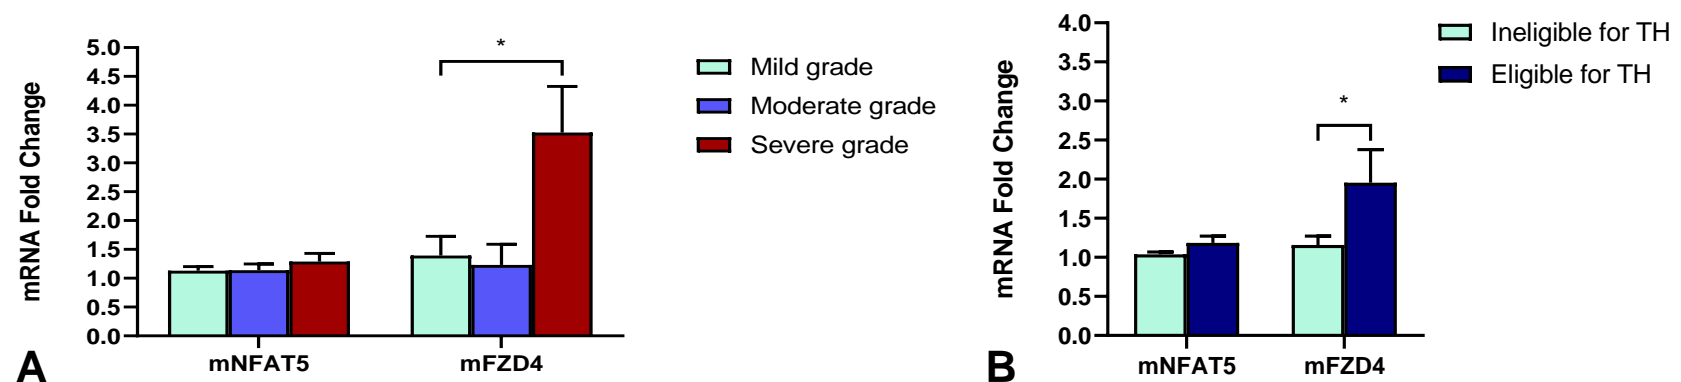 mRNA Fold Change
5.0
4.5
4.0
3.5
3.0
2.5
2.0
1.5
1.0
0.5
0.0
*
mNFAT5
mFZD4
Mild grade
Moderate grade
Severe grade
A
mRNA Fold Change
4.0
3.5
3.0
2.5
2.0
1.5
1.0
0.5
0.0
*
mNFAT5
mFZD4
Ineligible for TH
Eligible for TH
B